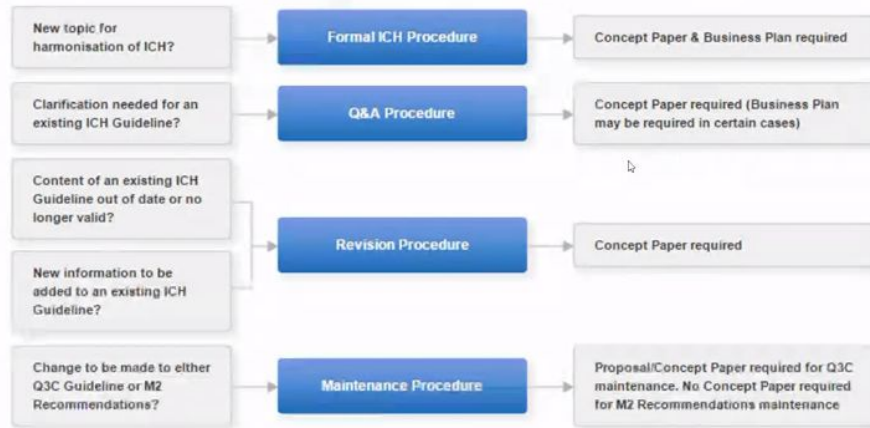 New topic for
harmonisation of ICH?
Formal ICH Procedure
Concept Paper & Business Plan required
Clarification needed for an
existing ICH Guideline?
Q&A Procedure
Concept Paper required (Business Plan
may be required in certain cases)
Content of an existing ICH
Guideline out of date or no
longer valid?
New information to be
added to an existing ICH
Guideline?
Revision Procedure
Concept Paper required
Change to be made to either
Q3C Guideline or M2
Recommendations?
Maintenance Procedure
Proposal/Concept Paper required for Q3C
maintenance. No Concept Paper required
for M2 Recommendations maintenance